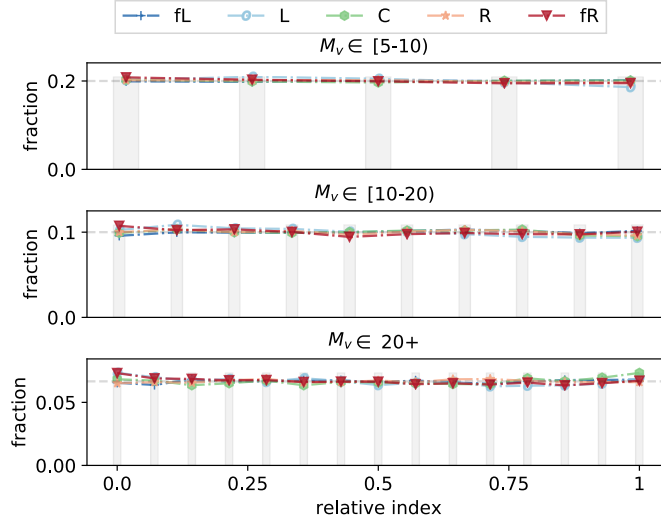 fL L C R fR
M_v ∈ [5-10)
0.2
fraction
0.0
M_v ∈ [10-20)
0.1
fraction
0.0
M_v ∈ 20+
0.05
fraction
0.00
0.0 0.25 0.5 0.75 1
relative index